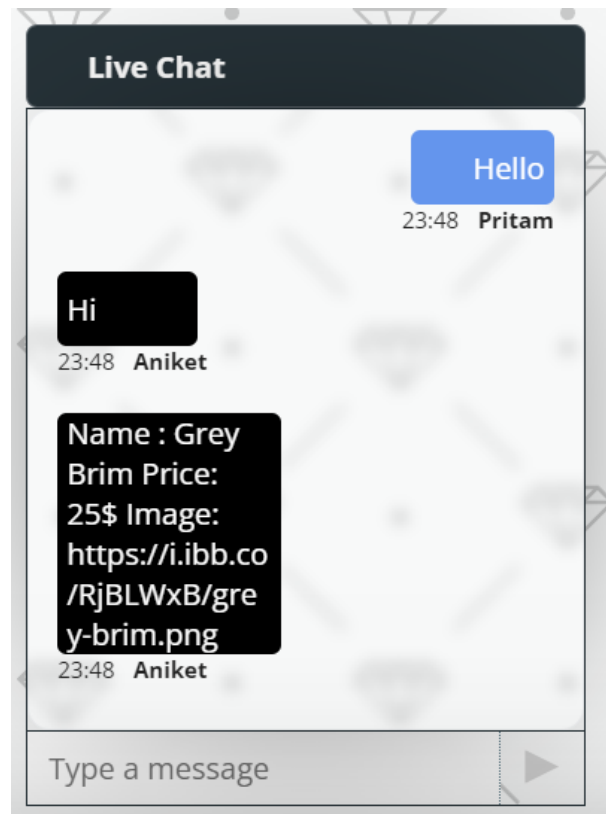 Live Chat
Hello
23:48 Pritam
Hi
23:48 Aniket
Name : Grey
Brim Price:
25$ Image:
https://i.ibb.co
/RjBLWxB/gre
y-brim.png
23:48 Aniket
Type a message